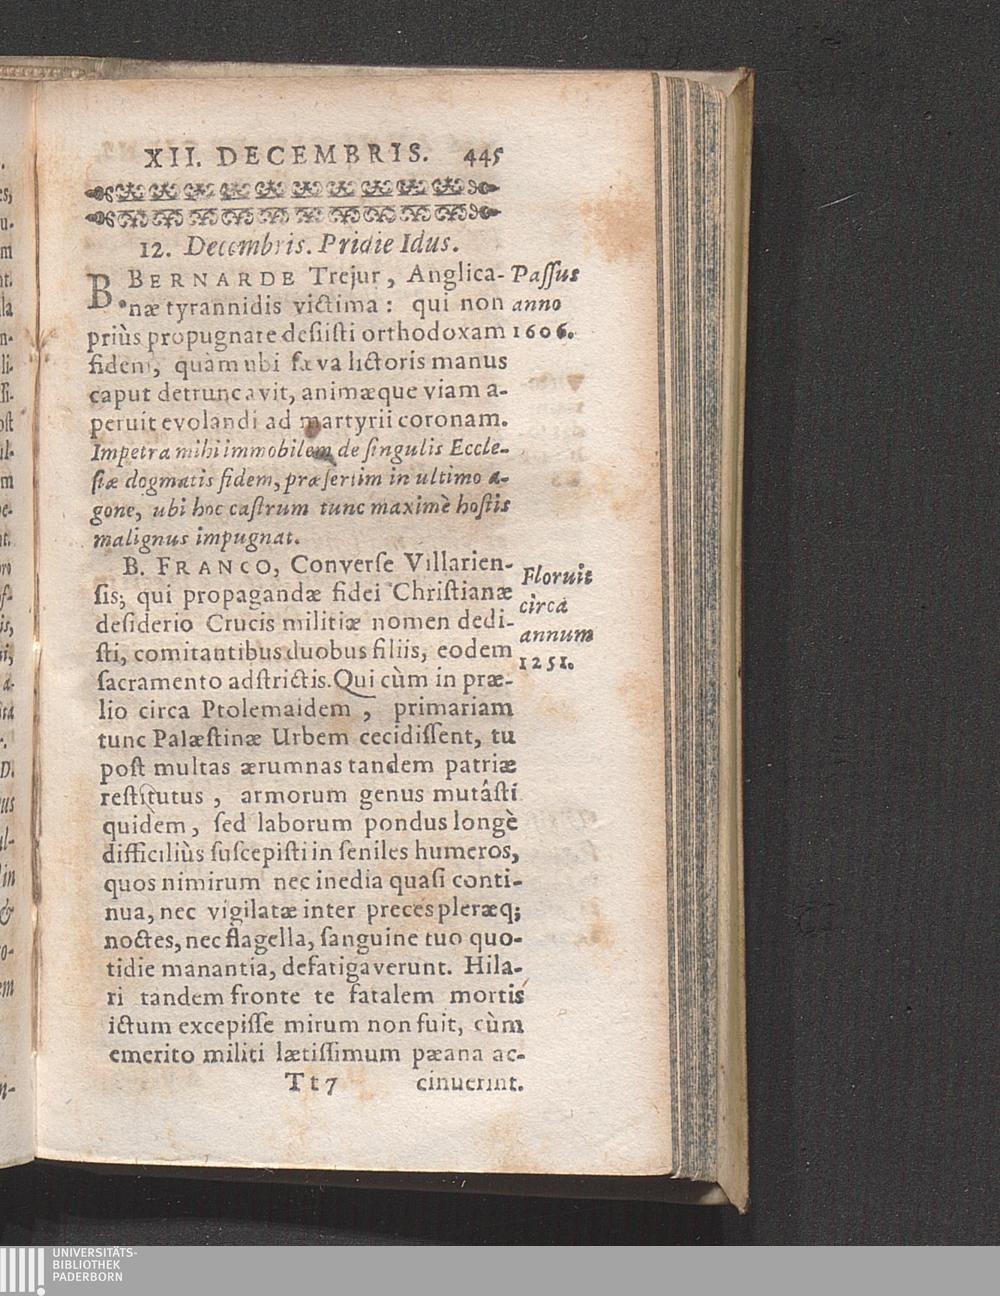 XII. DECEMBRIS. 445
12. Decembris. Pridie Idus.
B. BERNARDE Trejur, Anglica-
næ tyrannidis victima: qui non
priùs propugnare desiisti orthodoxam
fidem, quàm ubi sæva lictoris manus
caput detruncavit, animæque viam a-
peruit evolandi ad martyrii coronam.
Impetra mihi immobilem de singulis Eccle-
siæ dogmatis fidem, præsertim in ultimo a-
gone, ubi hoc castrum tunc maximè hostis
malignus impugnat.
Passus
anno
1606.
B. FRANCO, Converse Villarien-
sis; qui propagandæ fidei Christianæ
desiderio Crucis militiæ nomen dedi-
sti, comitantibus duobus filiis, eodem
sacramento adstrictis. Qui cùm in præ-
lio circa Ptolemaidem, primariam
tunc Palæstinæ Urbem cecidissent, tu
post multas ærumnas tandem patriæ
restitutus, armorum genus mutâsti
quidem, sed laborum pondus longè
difficiliùs suscepisti in seniles humeros,
quos nimirum nec inedia quasi conti-
nua, nec vigilatæ inter preces pleræq;
noctes, nec flagella, sanguine tuo quo-
tidie manantia, defatigaverunt. Hila-
ri tandem fronte te fatalem mortis
ictum excepisse mirum non fuit, cùm
emerito militi lætissimum pæana ac-
Floruit
circa
annum
1251.
Tt7 cinuerint.
UNIVERSITÄTS-
BIBLIOTHEK
PADERBORN